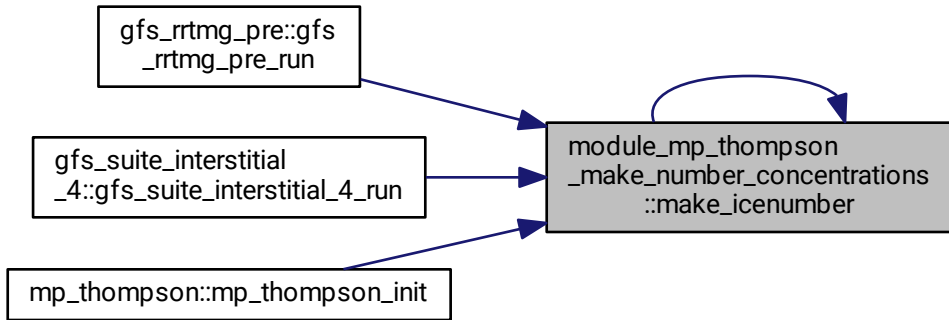 gfs_rrtmg_pre::gfs
_rrtmg_pre_run
gfs_suite_interstitial
_4::gfs_suite_interstitial_4_run
mp_thompson::mp_thompson_init
module_mp_thompson
_make_number_concentrations
::make_icenumber